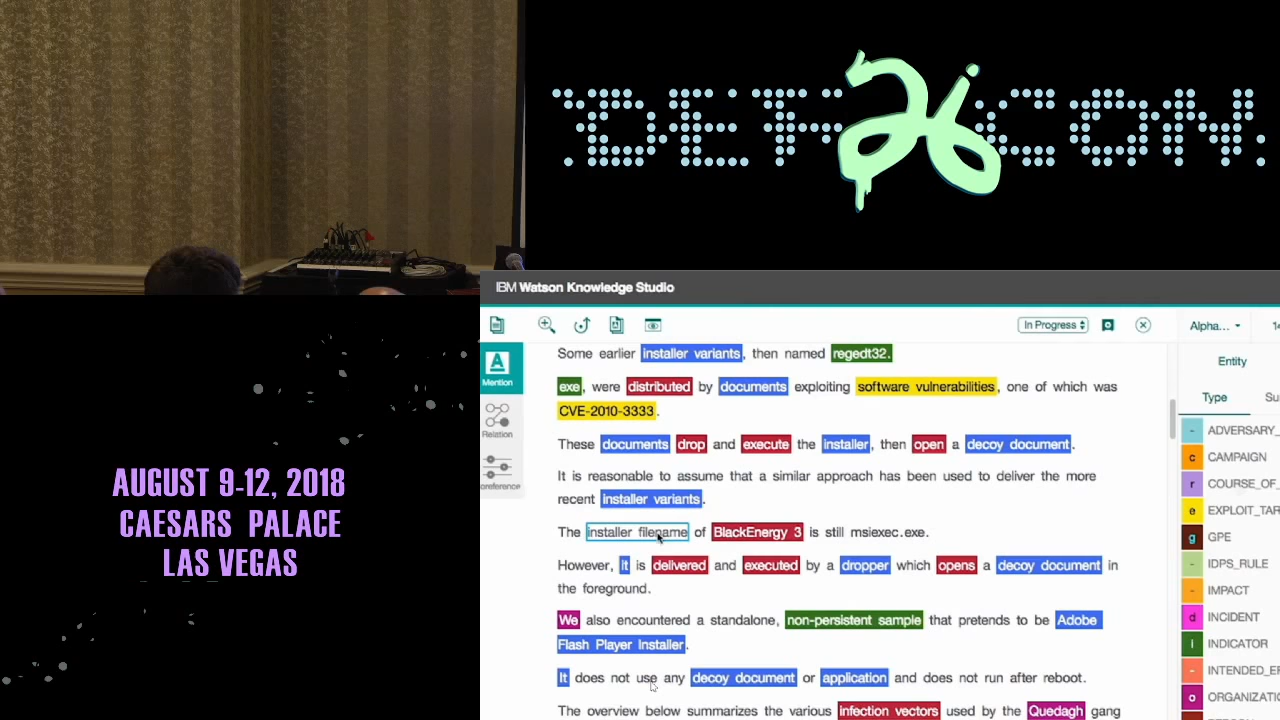 DEF CON
26
AUGUST 9-12, 2018
CAESARS PALACE
LAS VEGAS
IBM Watson Knowledge Studio
In Progress
Alpha...
Mention
Relation
Some earlier installer variants, then named regedt32.
exe, were distributed by documents exploiting software vulnerabilities, one of which was
CVE-2010-3333.
These documents drop and execute the installer, then open a decoy document.
It is reasonable to assume that a similar approach has been used to deliver the more
recent installer variants.
The installer filename of BlackEnergy 3 is still msiexec.exe.
However, it is delivered and executed by a dropper which opens a decoy document in
the foreground.
We also encountered a standalone, non-persistent sample that pretends to be Adobe
Flash Player Installer.
It does not use any decoy document or application and does not run after reboot.
The overview below summarizes the various infection vectors used by the Quedagh gang
Entity
Type Su
- ADVERSARY_
c CAMPAIGN
r COURSE_OF_
e EXPLOIT_TAR
g GPE
- IDPS_RULE
- IMPACT
d INCIDENT
I INDICATOR
- INTENDED_EF
o ORGANIZATIO